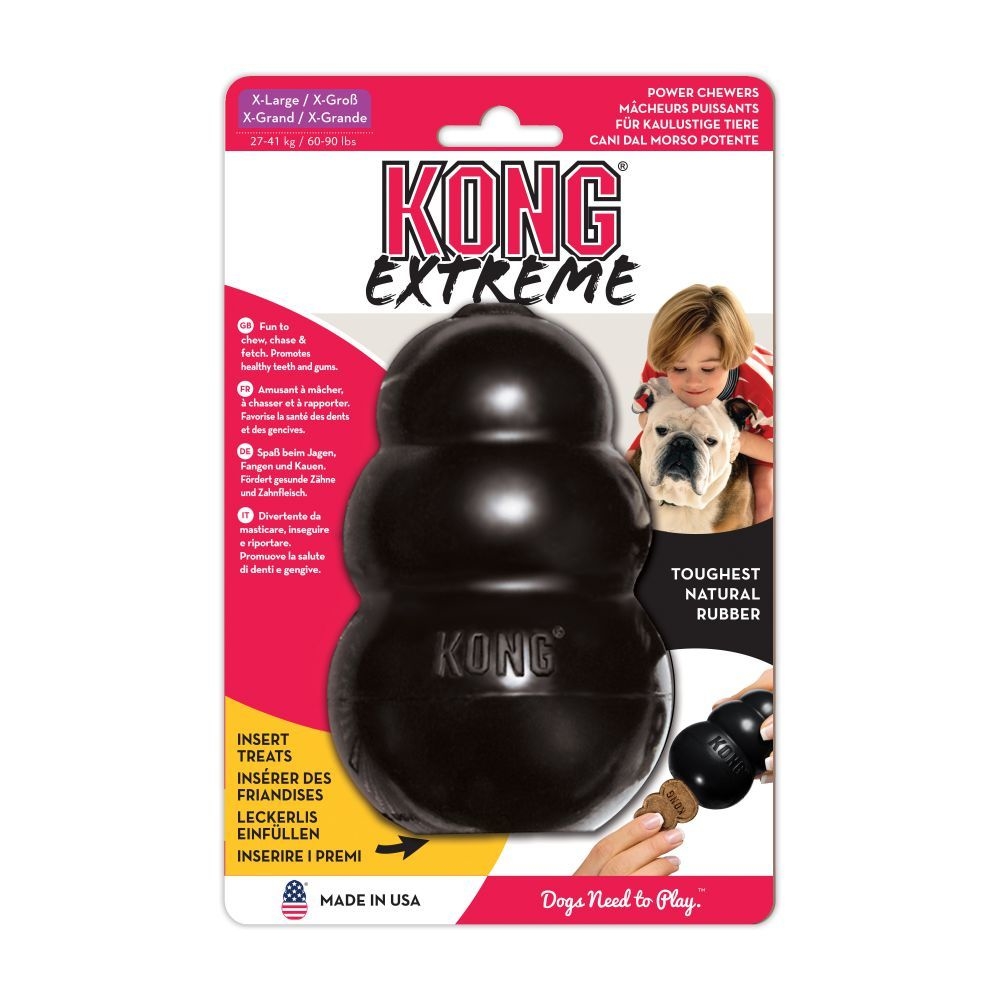 X-Large / X-Groß
X-Grand / X-Grande
27-41 kg / 60-90 lbs
POWER CHEWERS
MÂCHEURS PUISSANTS
FÜR KAULUSTIGE TIERE
CANI DAL MORSO POTENTE
KONG®
EXTREME
GB Fun to
chew, chase &
fetch. Promotes
healthy teeth and gums.
FR Amusant à mâcher,
à chasser et à rapporter.
Favorise la santé des dents
et des gencives.
DE Spaß beim Jagen,
Fangen und Kauen.
Fördert gesunde Zähne
und Zahnfleisch.
IT Divertente da
masticare, inseguire
e riportare.
Promuove la salute
di denti e gengive.
TOUGHEST
NATURAL
RUBBER
KONG®
KONG
KONG
INSERT
TREATS
INSÉRER DES
FRIANDISES
LECKERLIS
EINFÜLLEN
INSERIRE I PREMI
MADE IN USA
Dogs Need to Play.™